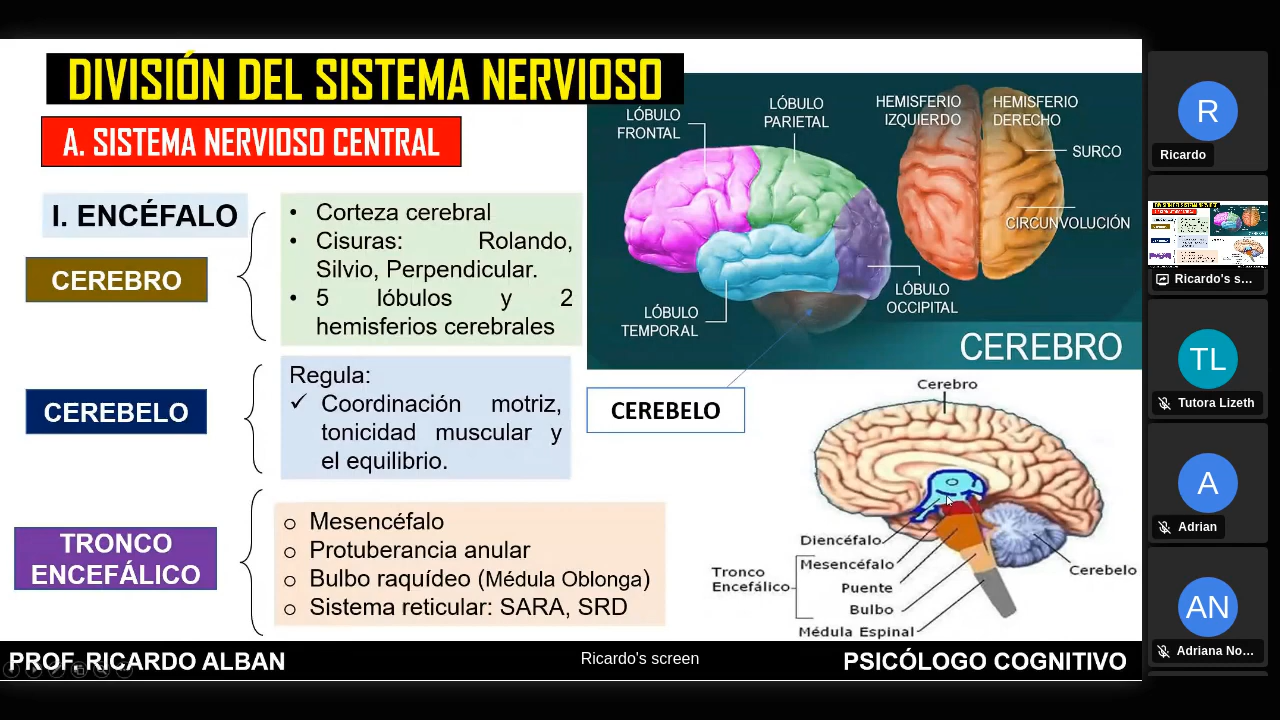 DIVISIÓN DEL SISTEMA NERVIOSO
A. SISTEMA NERVIOSO CENTRAL
I. ENCÉFALO
CEREBRO
• Corteza cerebral
• Cisuras: Rolando,
Silvio, Perpendicular.
• 5 lóbulos y 2
hemisferios cerebrales
CEREBELO
Regula:
✓ Coordinación motriz,
tonicidad muscular y
el equilibrio.
TRONCO
ENCEFÁLICO
o Mesencéfalo
o Protuberancia anular
o Bulbo raquídeo (Médula Oblonga)
o Sistema reticular: SARA, SRD
LÓBULO
FRONTAL
LÓBULO
PARIETAL
HEMISFERIO
IZQUIERDO
HEMISFERIO
DERECHO
SURCO
CIRCUNVOLUCIÓN
LÓBULO
OCCIPITAL
LÓBULO
TEMPORAL
CEREBRO
CEREBELO
Cerebro
Diencéfalo
Tronco
Encefálico
Mesencéfalo
Puente
Bulbo
Médula Espinal
Cerebelo
PROF. RICARDO ALBAN
Ricardo's screen
PSICÓLOGO COGNITIVO
R
Ricardo
Ricardo's s...
TL
Tutora Lizeth
A
Adrian
AN
Adriana No...